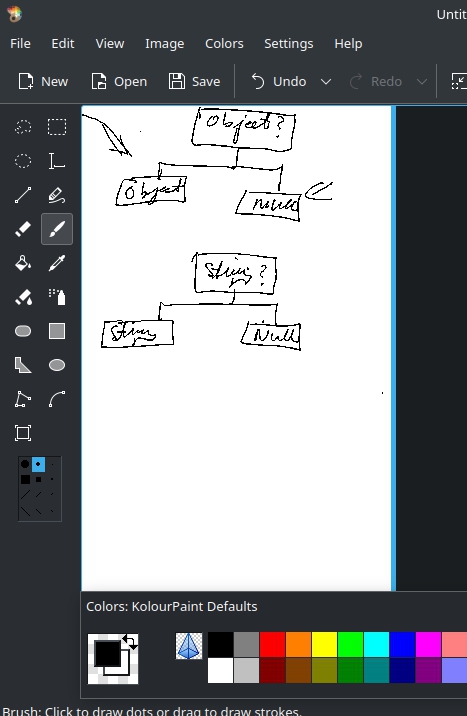 Untit
File Edit View Image Colors Settings Help
New Open Save Undo Redo
Object?
Object Null
String?
String Null
Colors: KolourPaint Defaults
Brush: Click to draw dots or drag to draw strokes.